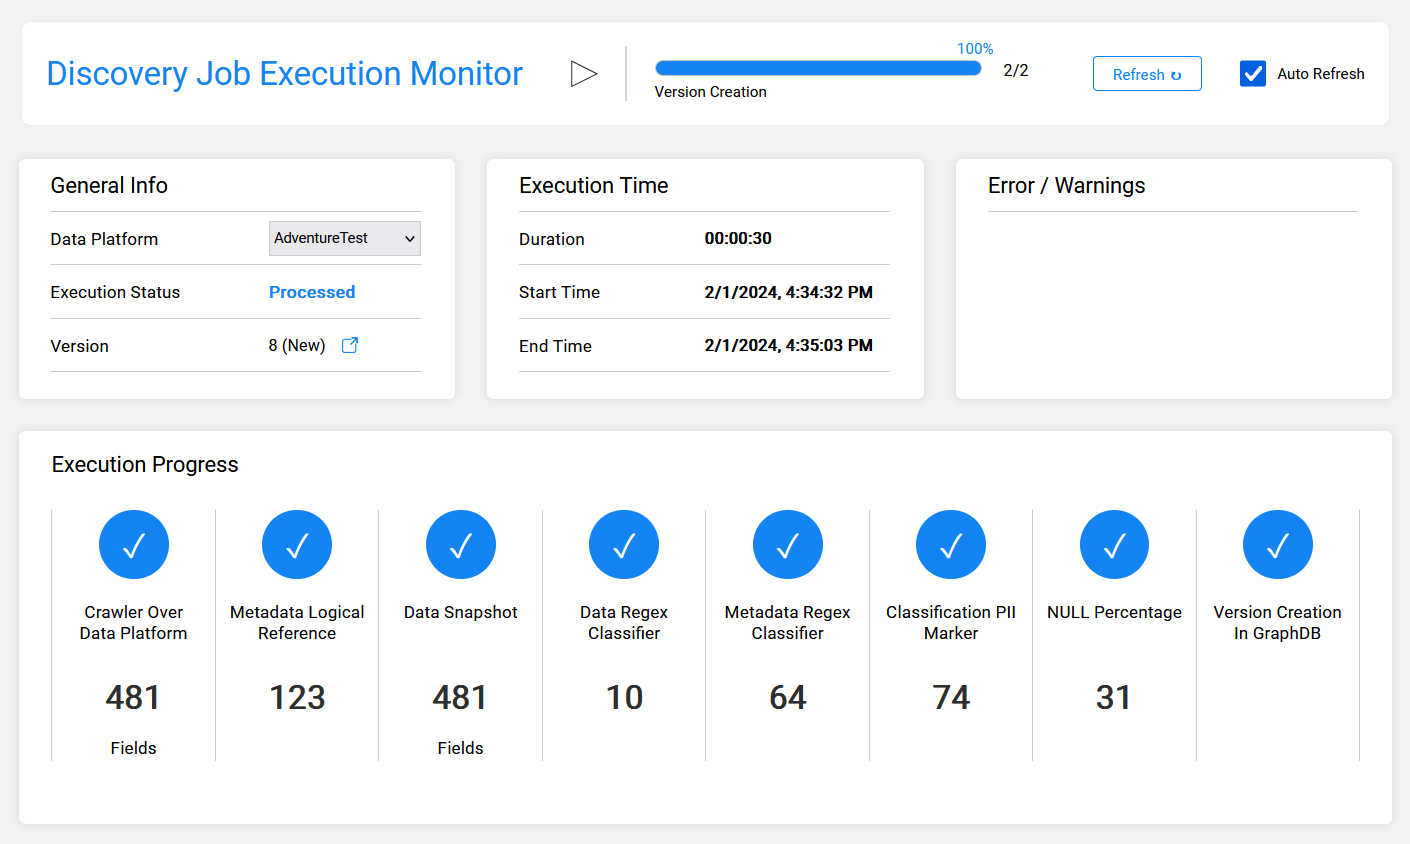 Discovery Job Execution Monitor
100%
2/2
Version Creation
Refresh ↻
Auto Refresh
General Info
Data Platform
AdventureTest
Execution Status
Processed
Version
8 (New)
Execution Time
Duration
00:00:30
Start Time
2/1/2024, 4:34:32 PM
End Time
2/1/2024, 4:35:03 PM
Error / Warnings
Execution Progress
Crawler Over
Data Platform
481
Fields
Metadata Logical
Reference
123
Data Snapshot
481
Fields
Data Regex
Classifier
10
Metadata Regex
Classifier
64
Classification PII
Marker
74
NULL Percentage
31
Version Creation
In GraphDB